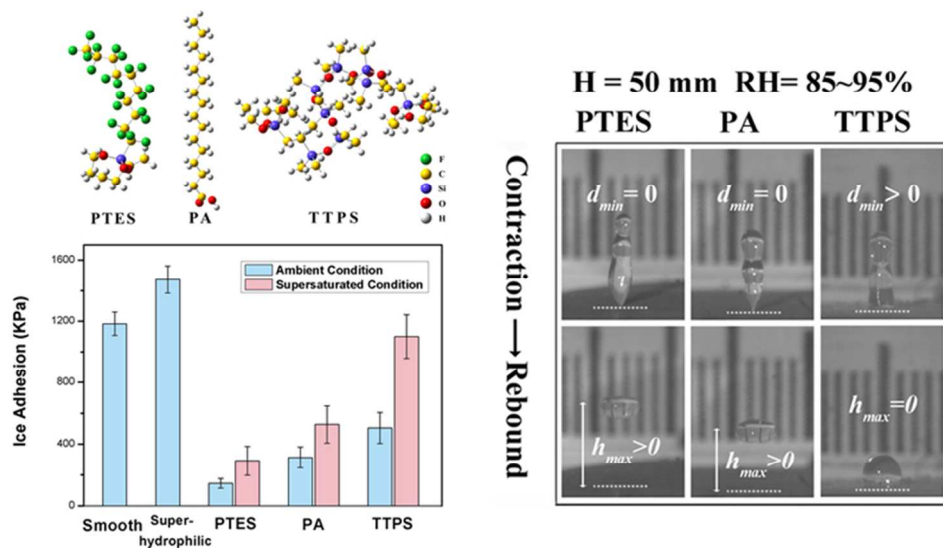 F
C
Si
O
H
PTES
PA
TTPS
Ice Adhesion (KPa)
1600
1200
800
400
0
Ambient Condition
Supersaturated Condition
Smooth
Super-
hydrophilic
PTES
PA
TTPS
H = 50 mm RH= 85~95%
PTES
PA
TTPS
Contraction → Rebound
dmin = 0
dmin = 0
dmin > 0
hmax>0
hmax>0
hmax=0